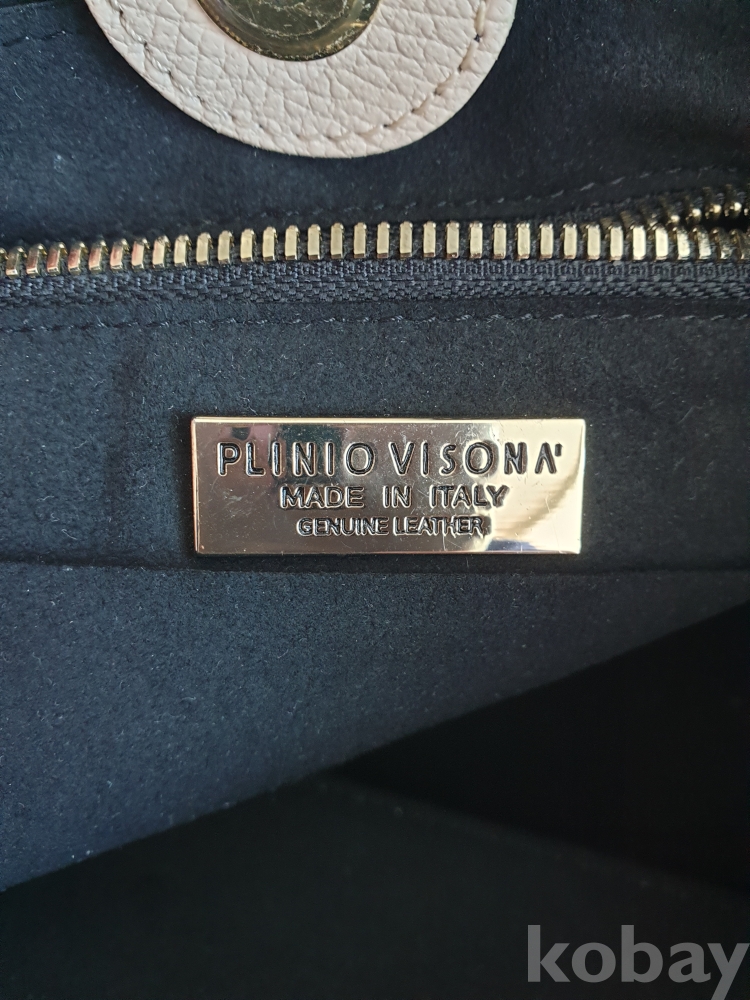 PLINIO VISONA'
MADE IN ITALY
GENUINE LEATHER
kobay